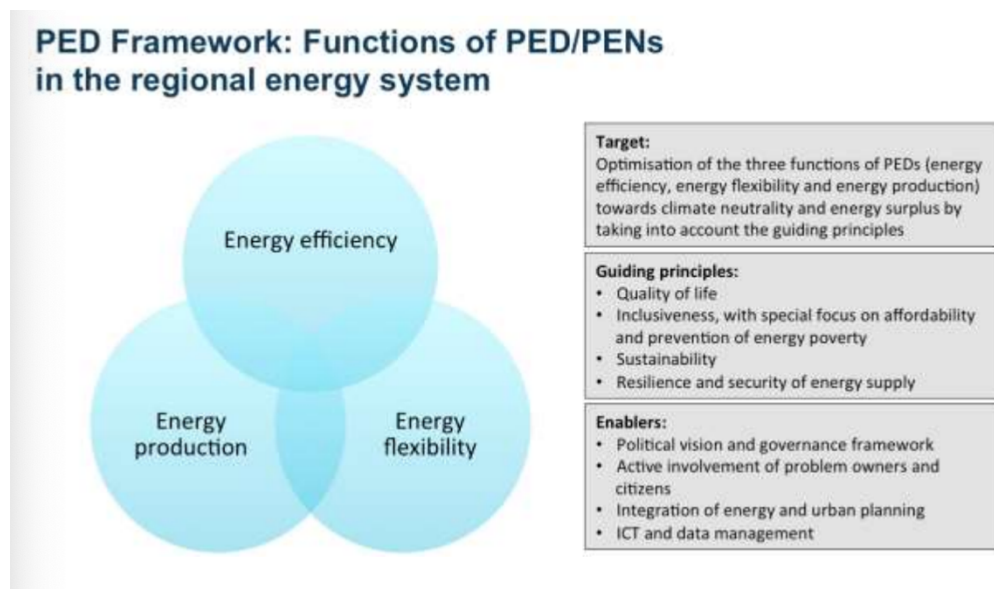 PED Framework: Functions of PED/PENs
in the regional energy system
Energy efficiency
Energy
production
Energy
flexibility
Target:
Optimisation of the three functions of PEDs (energy
efficiency, energy flexibility and energy production)
towards climate neutrality and energy surplus by
taking into account the guiding principles
Guiding principles:
• Quality of life
• Inclusiveness, with special focus on affordability
and prevention of energy poverty
• Sustainability
• Resilience and security of energy supply
Enablers:
• Political vision and governance framework
• Active involvement of problem owners and
citizens
• Integration of energy and urban planning
• ICT and data management